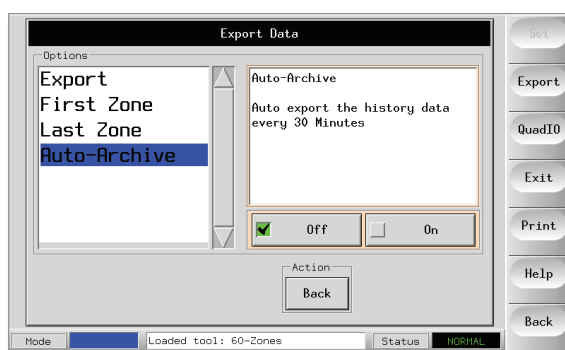 Export Data
Options
Export
First Zone
Last Zone
Auto-Archive
Auto-Archive
Auto export the history data
every 30 Minutes
Off
On
Action
Back
Set
Export
QuadIO
Exit
Print
Help
Back
Mode
Loaded tool: 60-Zones
Status
NORMAL